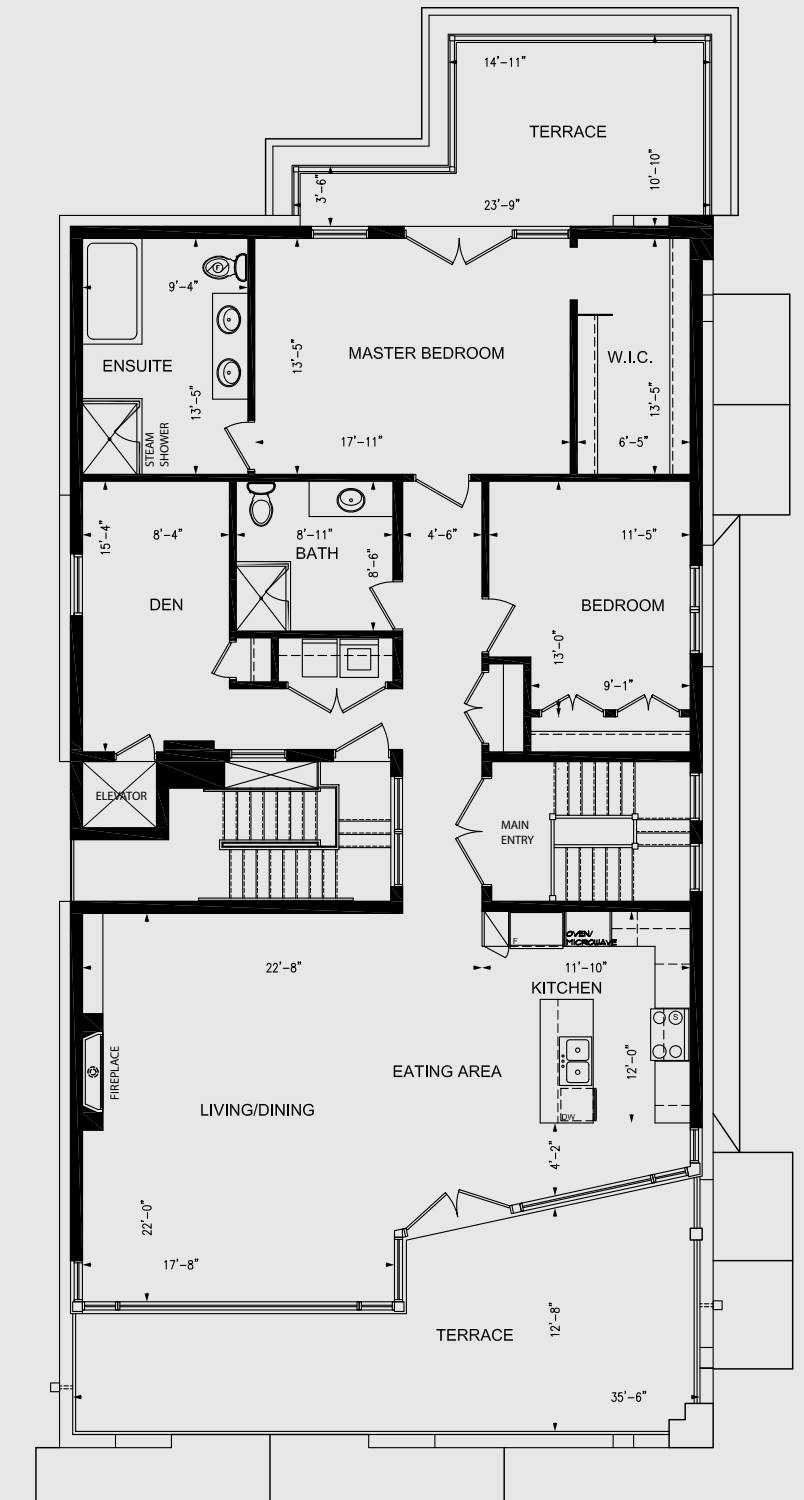 14'-11"
TERRACE
10'-10"
3'-6"
23'-9"
F
9'-4"
ENSUITE
13'-5"
STEAM
SHOWER
13'-5"
MASTER BEDROOM
17'-11"
W.I.C.
13'-5"
6'-5"
15'-4"
8'-4"
DEN
8'-11"
BATH
8'-6"
4'-6"
11'-5"
BEDROOM
13'-0"
9'-1"
ELEVATOR
MAIN
ENTRY
22'-8"
F
OVEN/
MICROWAVE
11'-10"
KITCHEN
S
12'-0"
DW
4'-2"
FIREPLACE
EATING AREA
LIVING/DINING
22'-0"
17'-8"
TERRACE
12'-8"
35'-6"